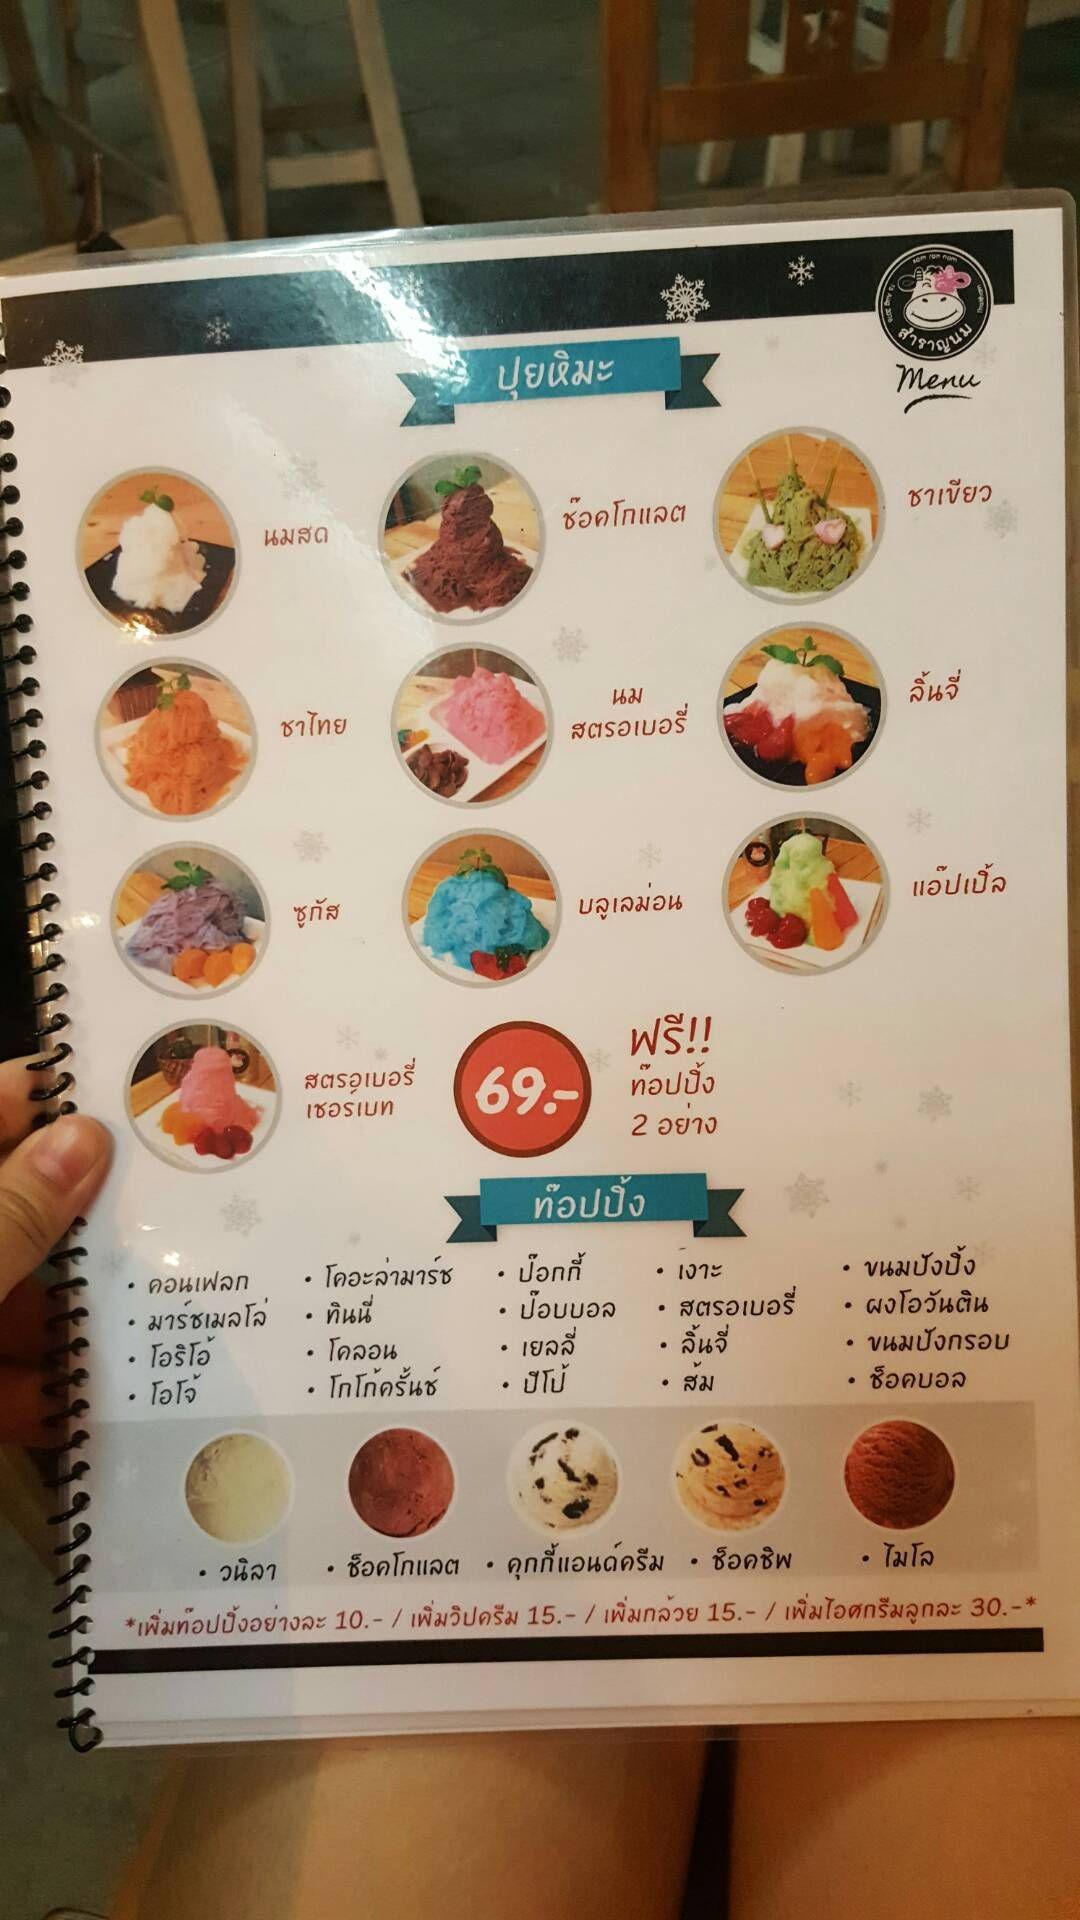 sam ran nom
สำราญนม
Menu
ปุยหิมะ
นมสด
ช๊อคโกแลต
ชาเขียว
ชาไทย
นม
สตรอเบอรี่
ลิ้นจี่
ซูกัส
บลูเลม่อน
แอ๊ปเปิ้ล
สตรอเบอรี่
เชอร์เบท
69.-
ฟรี!!
ท๊อปปิ้ง
2 อย่าง
ท๊อปปิ้ง
• คอนเฟลก
• มาร์ชเมลโล่
• โอริโอ้
• โอโจ้
• โคอะล่ามาร์ช
• ทินนี่
• โคลอน
• โกโก้ครั้นช์
• ป๊อกกี้
• ป๊อบบอล
• เยลลี่
• ปีโป้
• เงาะ
• สตรอเบอรี่
• ลิ้นจี่
• ส้ม
• ขนมปังปิ้ง
• ผงโอวันติน
• ขนมปังกรอบ
• ช็อคบอล
• วนิลา
• ช็อคโกแลต
• คุกกี้แอนด์ครีม
• ช็อคชิพ
• ไมโล
*เพิ่มท๊อปปิ้งอย่างละ 10.- / เพิ่มวิปครีม 15.- / เพิ่มกล้วย 15.- / เพิ่มไอศกรีมลูกละ 30.-*